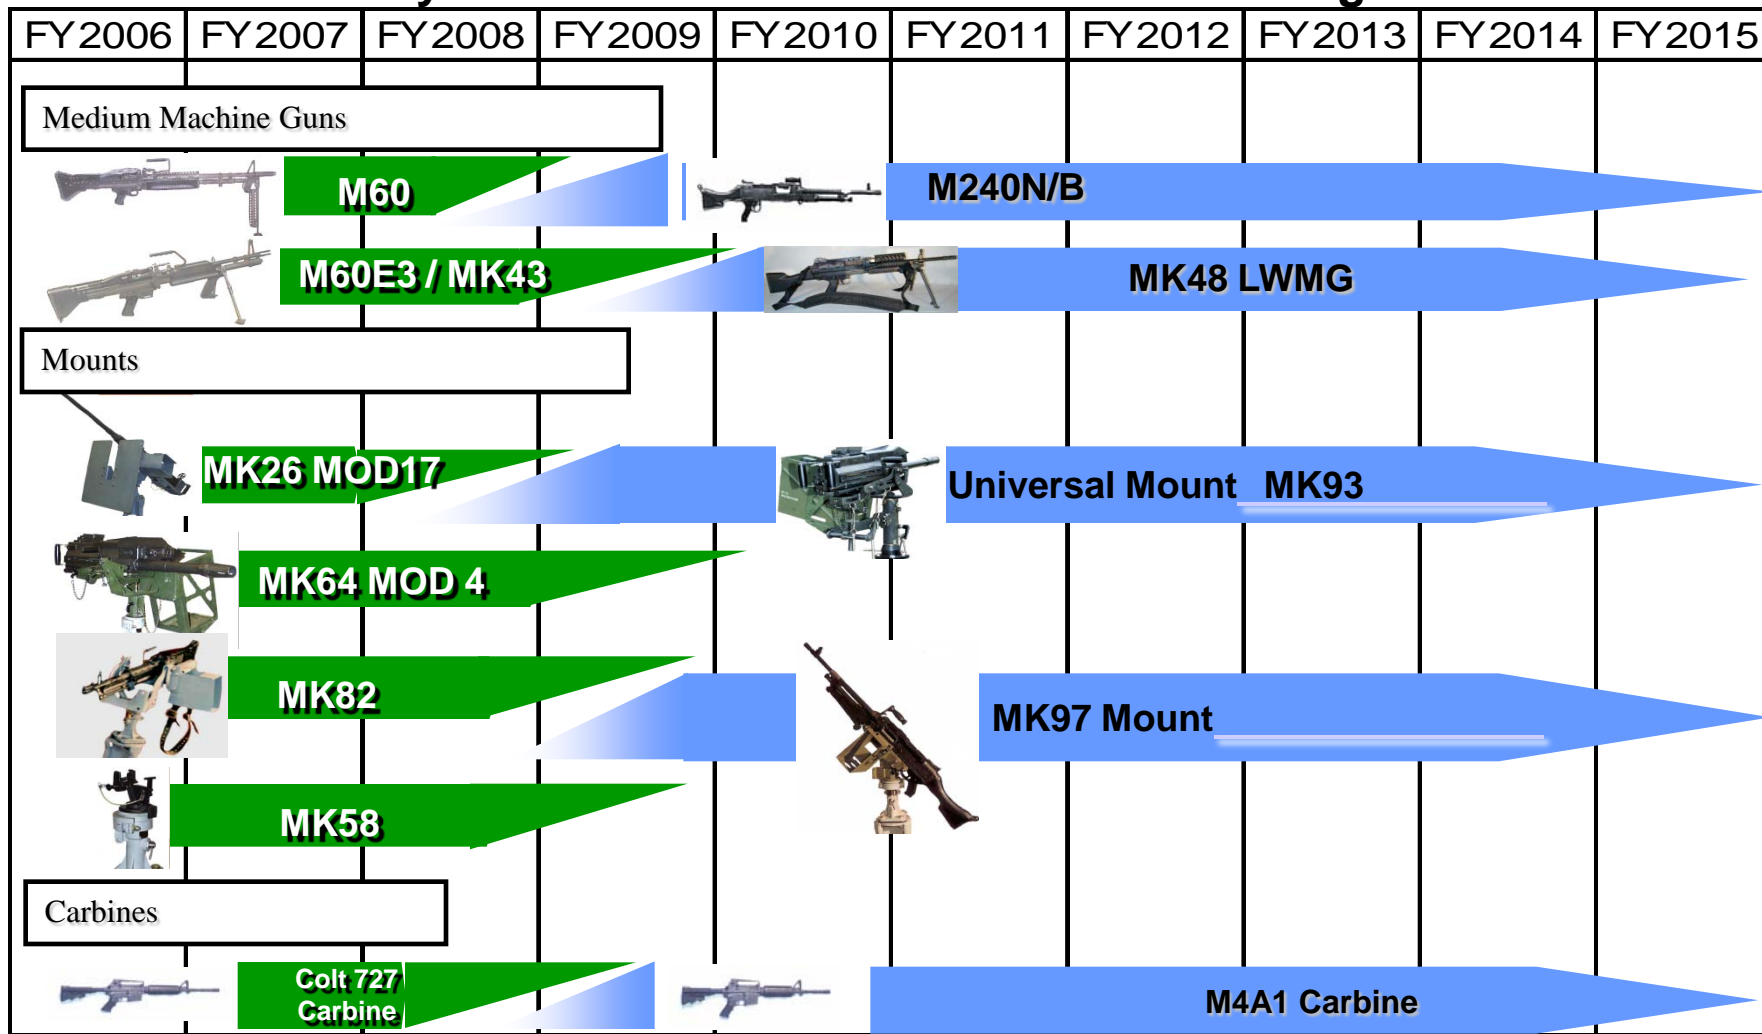 FY2006 FY2007 FY2008 FY2009 FY2010 FY2011 FY2012 FY2013 FY2014 FY2015
Medium Machine Guns
M60
M240N/B
M60E3 / MK43
MK48 LWMG
Mounts
MK26 MOD17
Universal Mount MK93
MK64 MOD 4
MK82
MK97 Mount
MK58
Carbines
Colt 727
Carbine
M4A1 Carbine